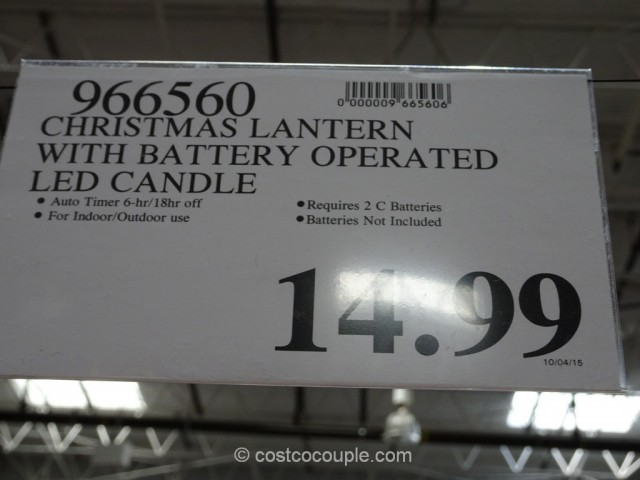 966560
0 000009 665606
CHRISTMAS LANTERN
WITH BATTERY OPERATED
LED CANDLE
• Auto Timer 6-hr/18hr off
• For Indoor/Outdoor use
• Requires 2 C Batteries
• Batteries Not Included
14.99
10/04/15
© costcocouple.com